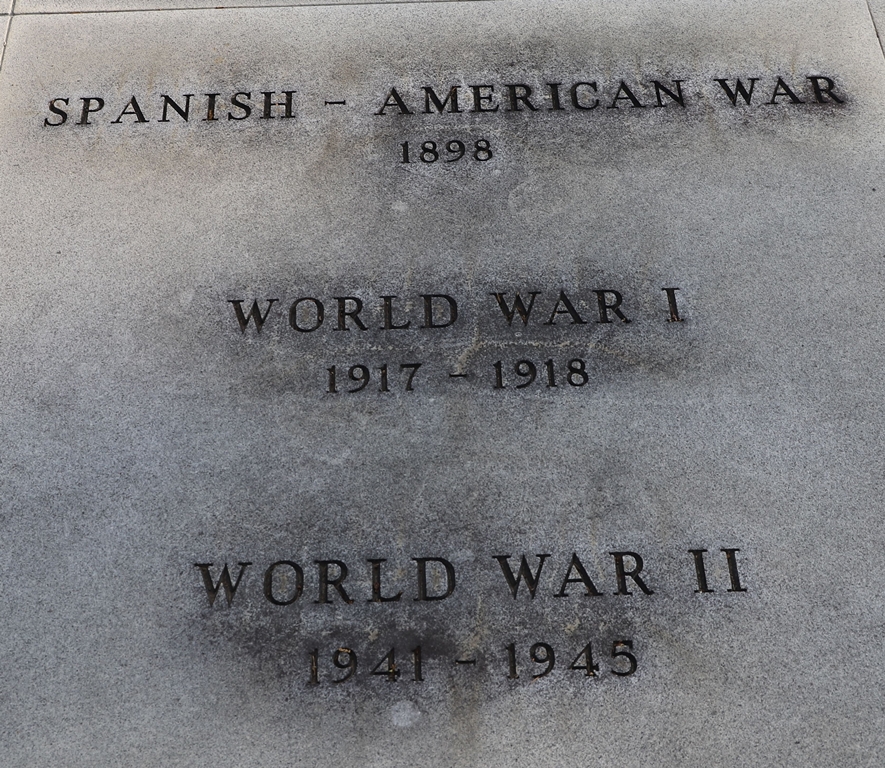 SPANISH - AMERICAN WAR
1898
WORLD WAR I
1917 - 1918
WORLD WAR II
1941 - 1945